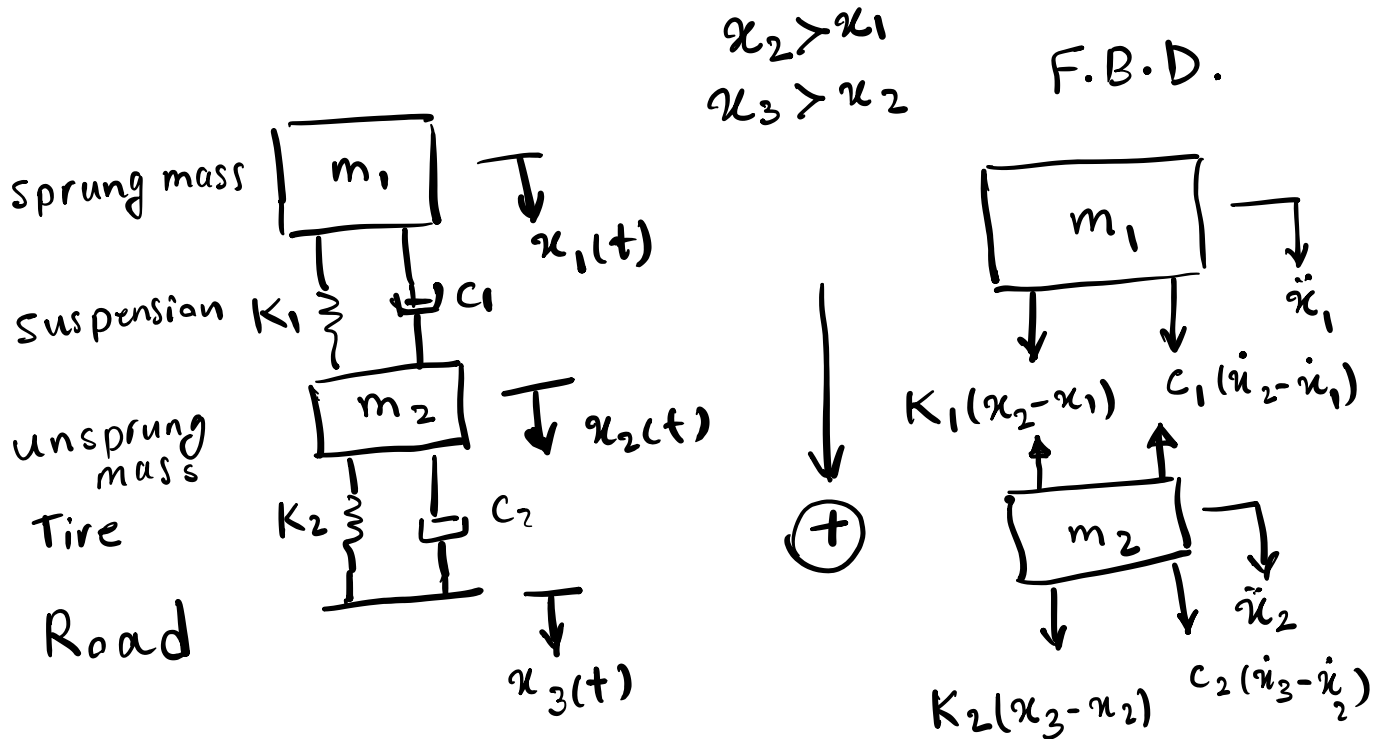 x₂>x₁
x₃>x₂
F.B.D.
sprung mass
m₁
x₁(t)
suspension
K₁
C₁
m₂
x₂(t)
unsprung
mass
Tire
K₂
C₂
Road
x₃(t)
+
m₁
ẍ₁
K₁(x₂-x₁)
C₁(ẋ₂-ẋ₁)
m₂
ẍ₂
K₂(x₃-x₂)
C₂(ẋ₃-ẋ₂)